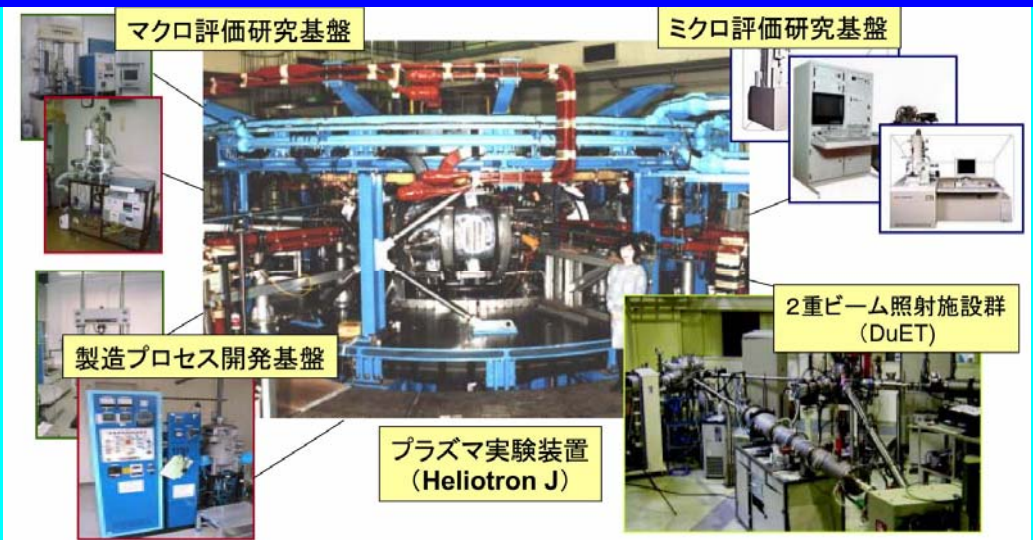 マクロ評価研究基盤
ミクロ評価研究基盤
2重ビーム照射施設群
(DuET)
製造プロセス開発基盤
プラズマ実験装置
(Heliotron J)